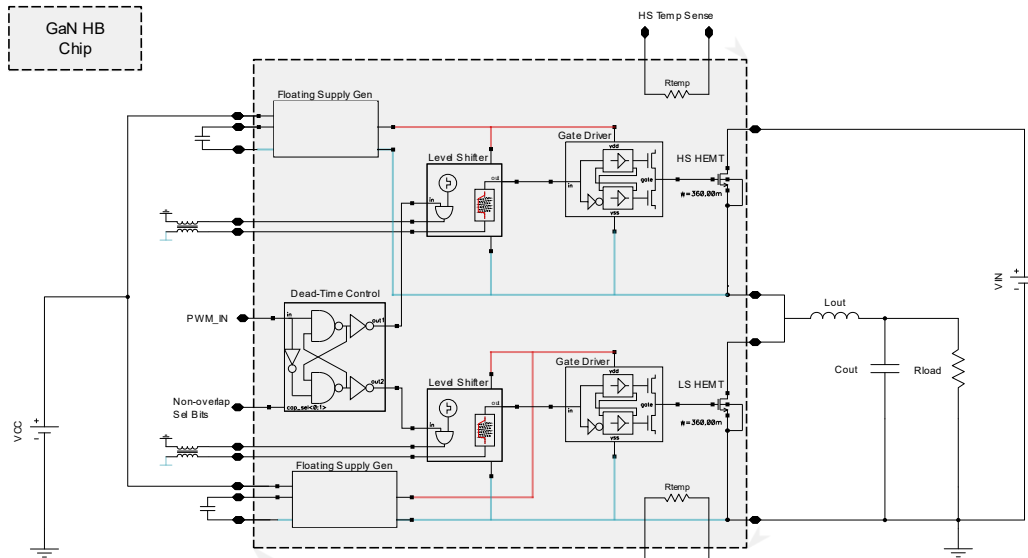 GaN HB
Chip
HS Temp Sense
Rtemp
Floating Supply Gen
Gate Driver
vdd
Level Shifter
HS HEMT
out
in
gate
in
w=360.00m
vss
VIN
Dead-Time Control
Lout
PWM_IN
in
out1
Gate Driver
vdd
Cout
Rload
out2
Level Shifter
LS HEMT
Non-overlap
Sel Bits
cap_sel<0:1>
out
in
gate
in
w=360.00m
vss
VCC
Floating Supply Gen
Rtemp